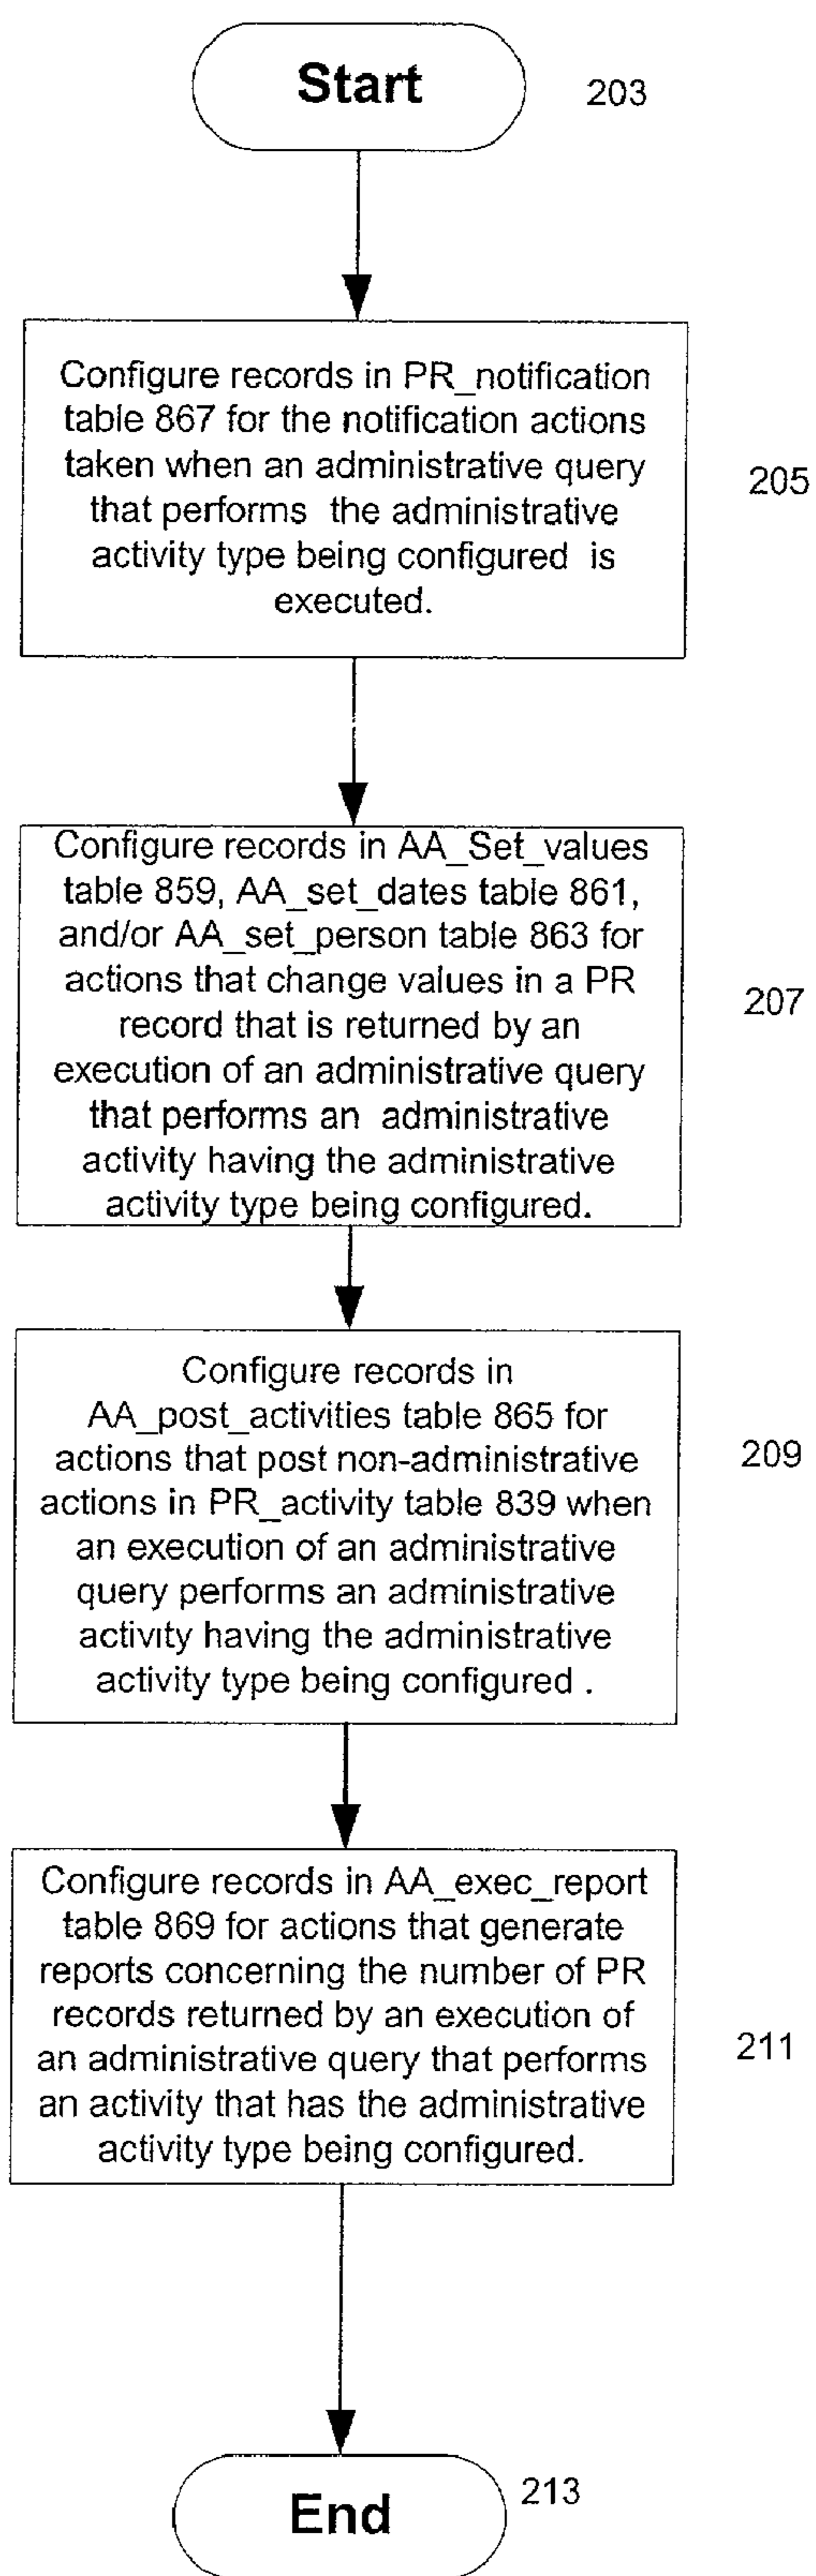 Start
203
Configure records in PR_notification
table 867 for the notification actions
taken when an administrative query
that performs the administrative
activity type being configured is
executed.
205
Configure records in AA_Set_values
table 859, AA_set_dates table 861,
and/or AA_set_person table 863 for
actions that change values in a PR
record that is returned by an
execution of an administrative query
that performs an administrative
activity having the administrative
activity type being configured.
207
Configure records in
AA_post_activities table 865 for
actions that post non-administrative
actions in PR_activity table 839 when
an execution of an administrative
query performs an administrative
activity having the administrative
activity type being configured .
209
Configure records in AA_exec_report
table 869 for actions that generate
reports concerning the number of PR
records returned by an execution of
an administrative query that performs
an activity that has the administrative
activity type being configured.
211
End
213